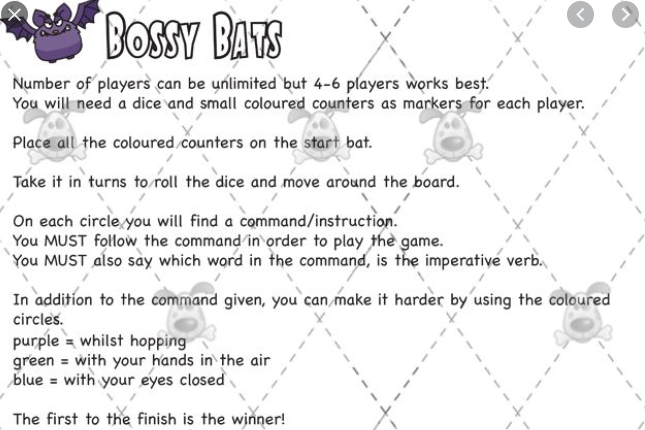 BOSSY BATS
Number of players can be unlimited but 4-6 players works best.
You will need a dice and small coloured counters as markers for each player.
Place all the coloured counters on the start bat.
Take it in turns to roll the dice and move around the board.
On each circle you will find a command/instruction.
You MUST follow the command in order to play the game.
You MUST also say which word in the command, is the imperative verb.
In addition to the command given, you can make it harder by using the coloured
circles.
purple = whilst hopping
green = with your hands in the air
blue = with your eyes closed
The first to the finish is the winner!